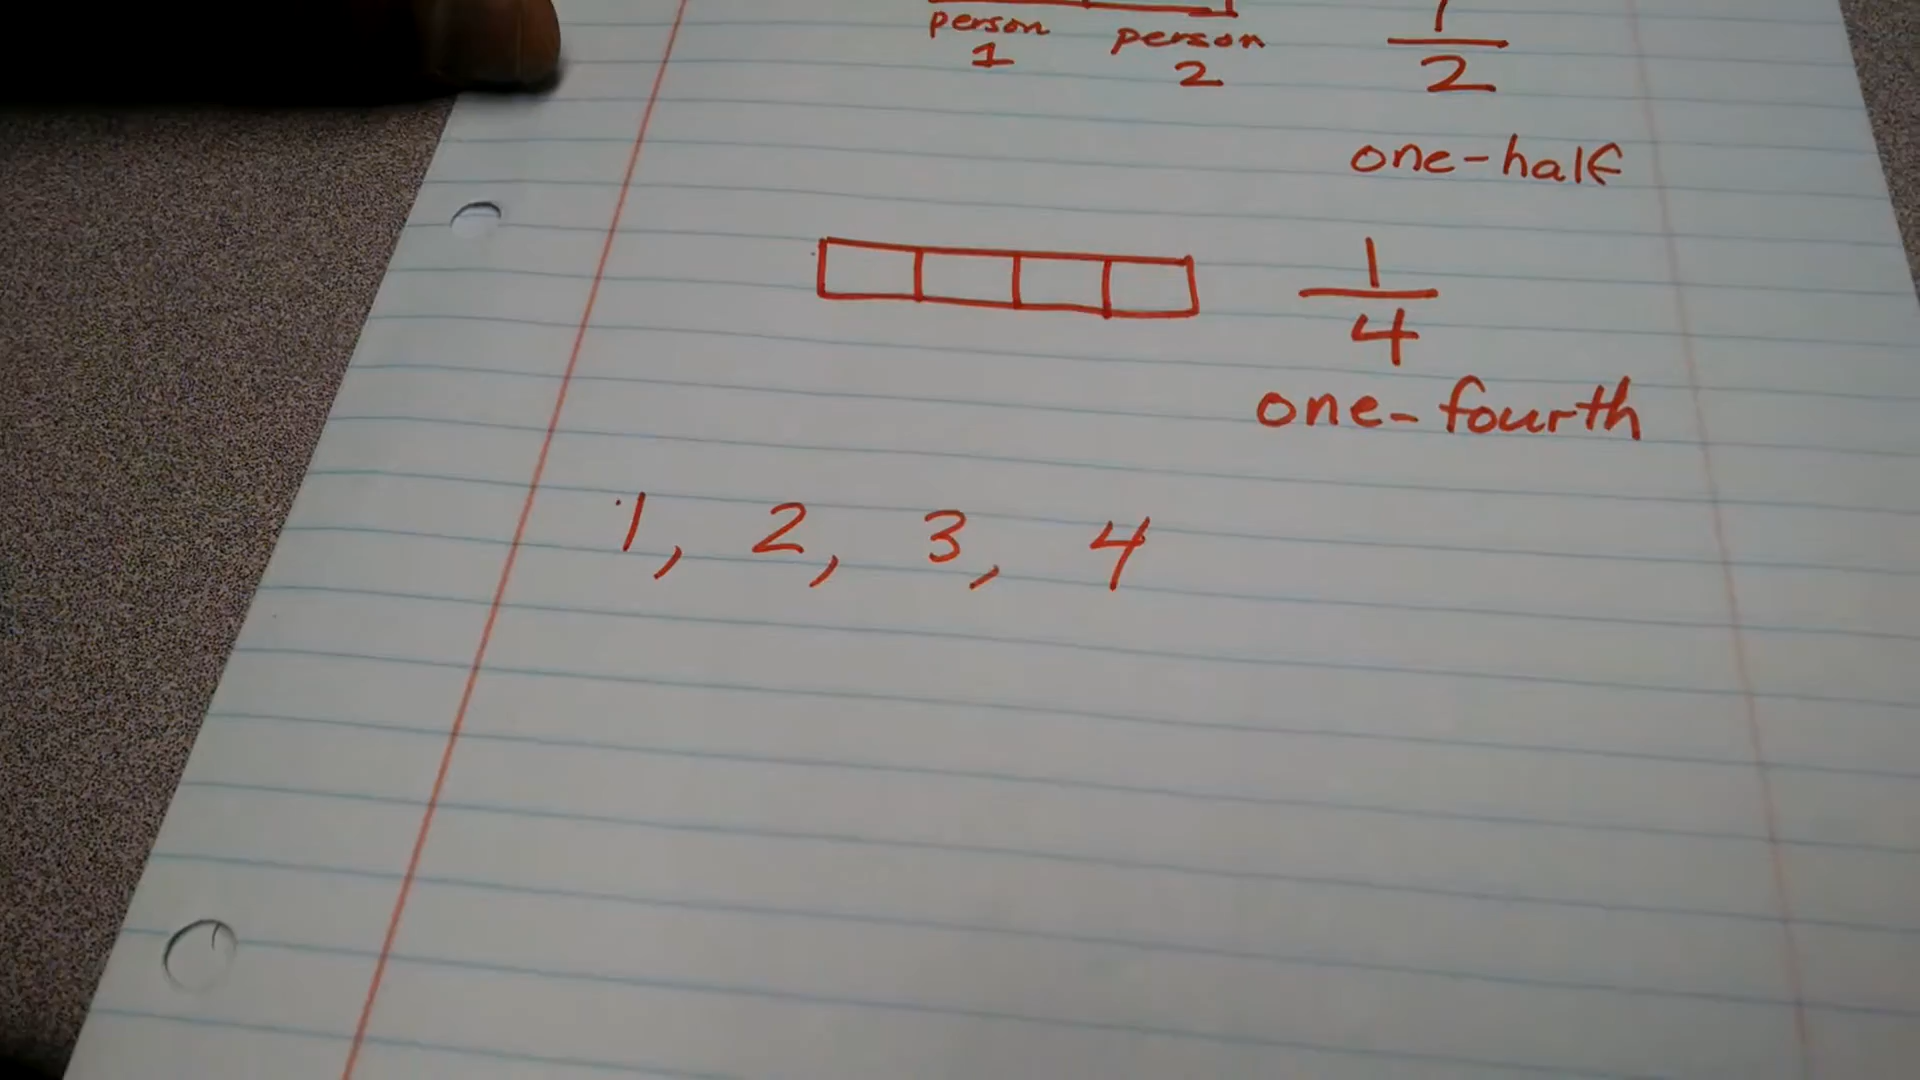 person person 1
1 2 2
one-half
1
4
one-fourth
1, 2, 3, 4